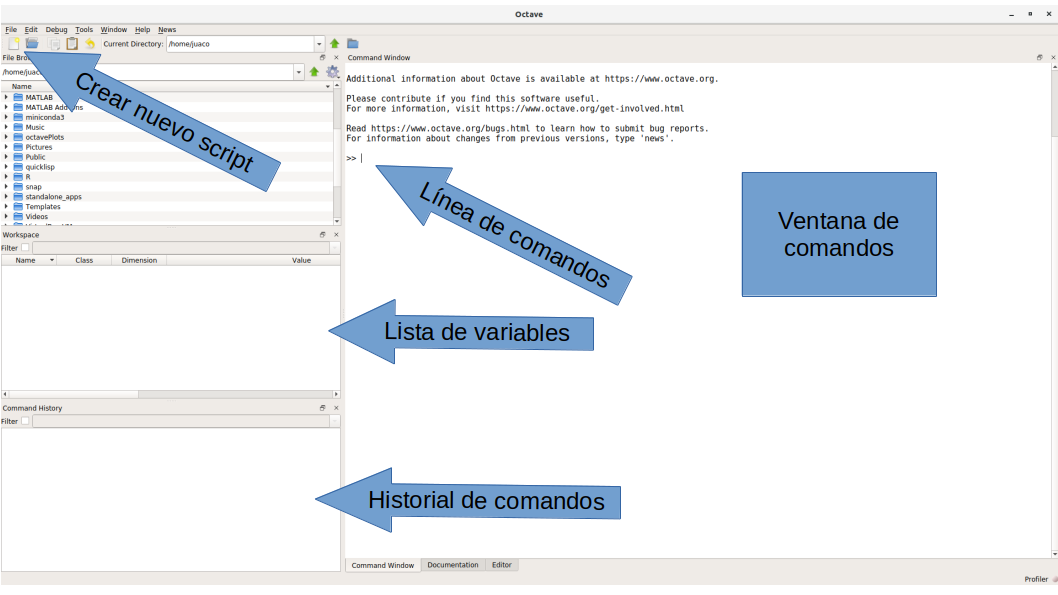 Octave
File Edit Debug Tools Window Help News
Current Directory: /home/juaco
File Bro
/home/juac
Name
MATLAB
MATLAB Add-
miniconda3
Music
octavePlots
Pictures
Public
quicklisp
R
snap
standalone_apps
Templates
Videos
Crear nuevo script
Workspace
Filter
Name Class Dimension Value
Lista de variables
Command History
Filter
Historial de comandos
Command Window
Additional information about Octave is available at https://www.octave.org.
Please contribute if you find this software useful.
For more information, visit https://www.octave.org/get-involved.html
Read https://www.octave.org/bugs.html to learn how to submit bug reports.
For information about changes from previous versions, type 'news'.
>>
Línea de comandos
Ventana de
comandos
Command Window Documentation Editor
Profiler